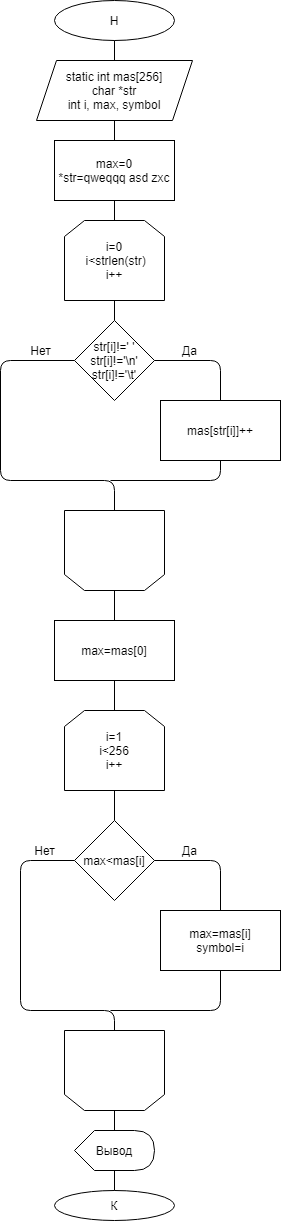 Н
static int mas[256]
char *str
int i, max, symbol
max=0
*str=qweqqq asd zxc
i=0
i<strlen(str)
i++
str[i]!=' '
str[i]!='\n'
str[i]!='\t'
Нет
Да
mas[str[i]]++
max=mas[0]
i=1
i<256
i++
Нет
Да
max<mas[i]
max=mas[i]
symbol=i
Вывод
К